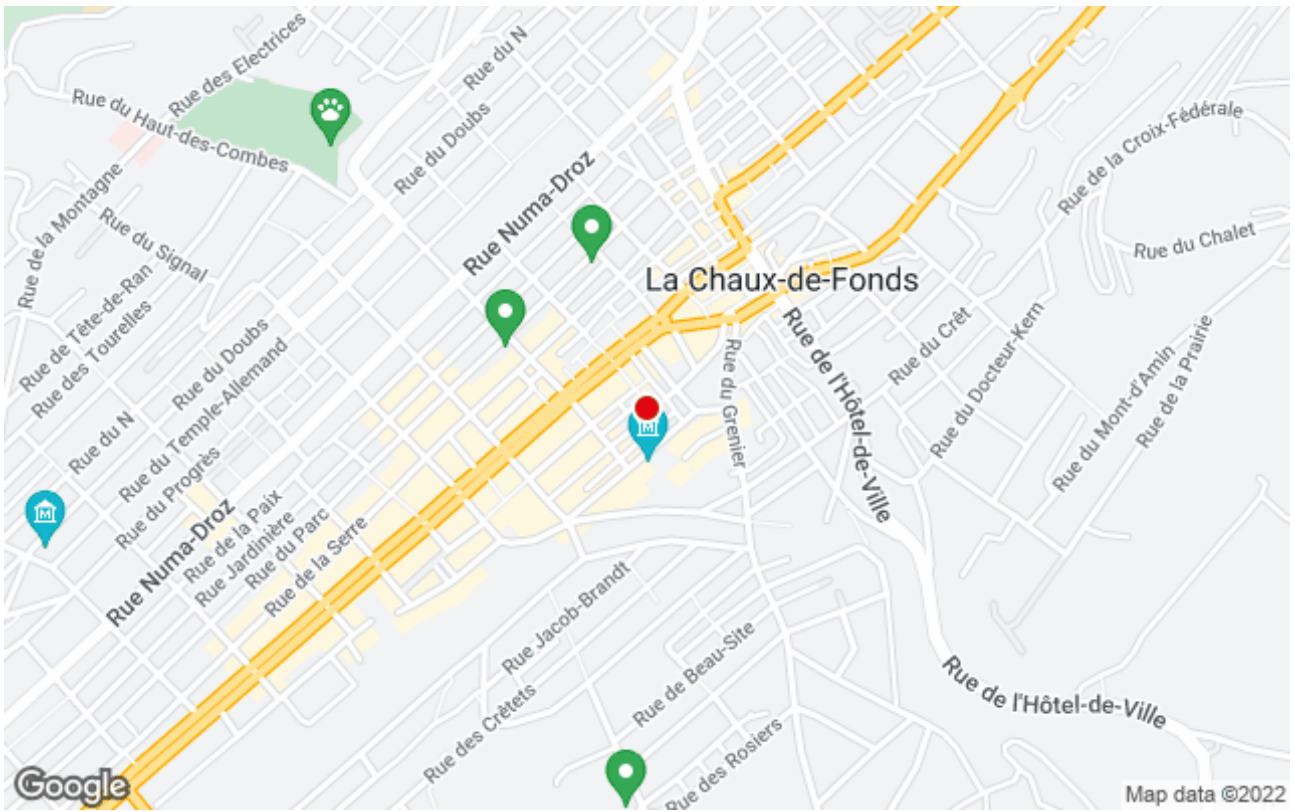 Rue des Electrices
Rue du N
Rue du Haut-des-Combes
Rue du Doubs
Rue de la Croix-Fédérale
Rue Numa-Droz
Rue de la Montagne
Rue du Signal
Rue du Chalet
La Chaux-de-Fonds
Rue de Tête-de-Ran
Rue des Tourelles
Rue du Doubs
Rue du Temple-Allemand
Rue de l'Hôtel-de-Ville
Rue du Grenier
Rue du Crêt
Rue du Docteur-Kern
Rue du Mont-d'Amin
Rue de la Prairie
Rue du N
Rue du Progrès
M
M
Rue Numa-Droz
Rue de la Paix
Rue Jardinière
Rue du Parc
Rue de la Serre
Rue Jacob-Brandt
Rue de Beau-Site
Rue des Crêtets
Rue des Rosiers
Rue de l'Hôtel-de-Ville
Google
Map data ©2022